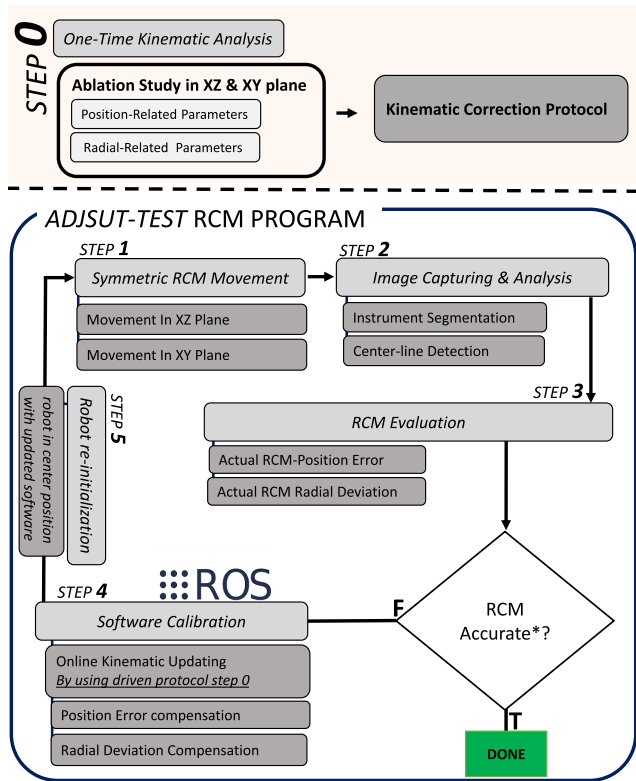 STEP 0
One-Time Kinematic Analysis
Ablation Study in XZ & XY plane
Position-Related Parameters
Radial-Related Parameters
Kinematic Correction Protocol
ADJSUT-TEST RCM PROGRAM
STEP 1
Symmetric RCM Movement
Movement In XZ Plane
Movement In XY Plane
STEP 2
Image Capturing & Analysis
Instrument Segmentation
Center-line Detection
STEP 3
RCM Evaluation
Actual RCM-Position Error
Actual RCM Radial Deviation
RCM
Accurate*?
F
T
DONE
STEP 4
ROS
Software Calibration
Online Kinematic Updating
By using driven protocol step 0
Position Error compensation
Radial Deviation Compensation
STEP 5
Robot re-initialization
robot in center position
with updated software